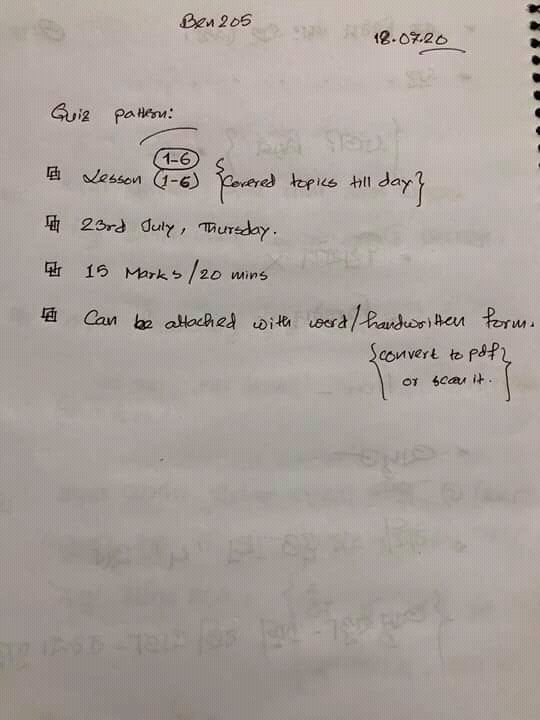 Ben 205
18.07.20
Quiz pattern:
1-6
Lesson (1-6) {Covered topics till day}
23rd July, Thursday.
15 Marks/20 mins
Can be attached with word/handwritten form.
{convert to pdf
or scan it.}